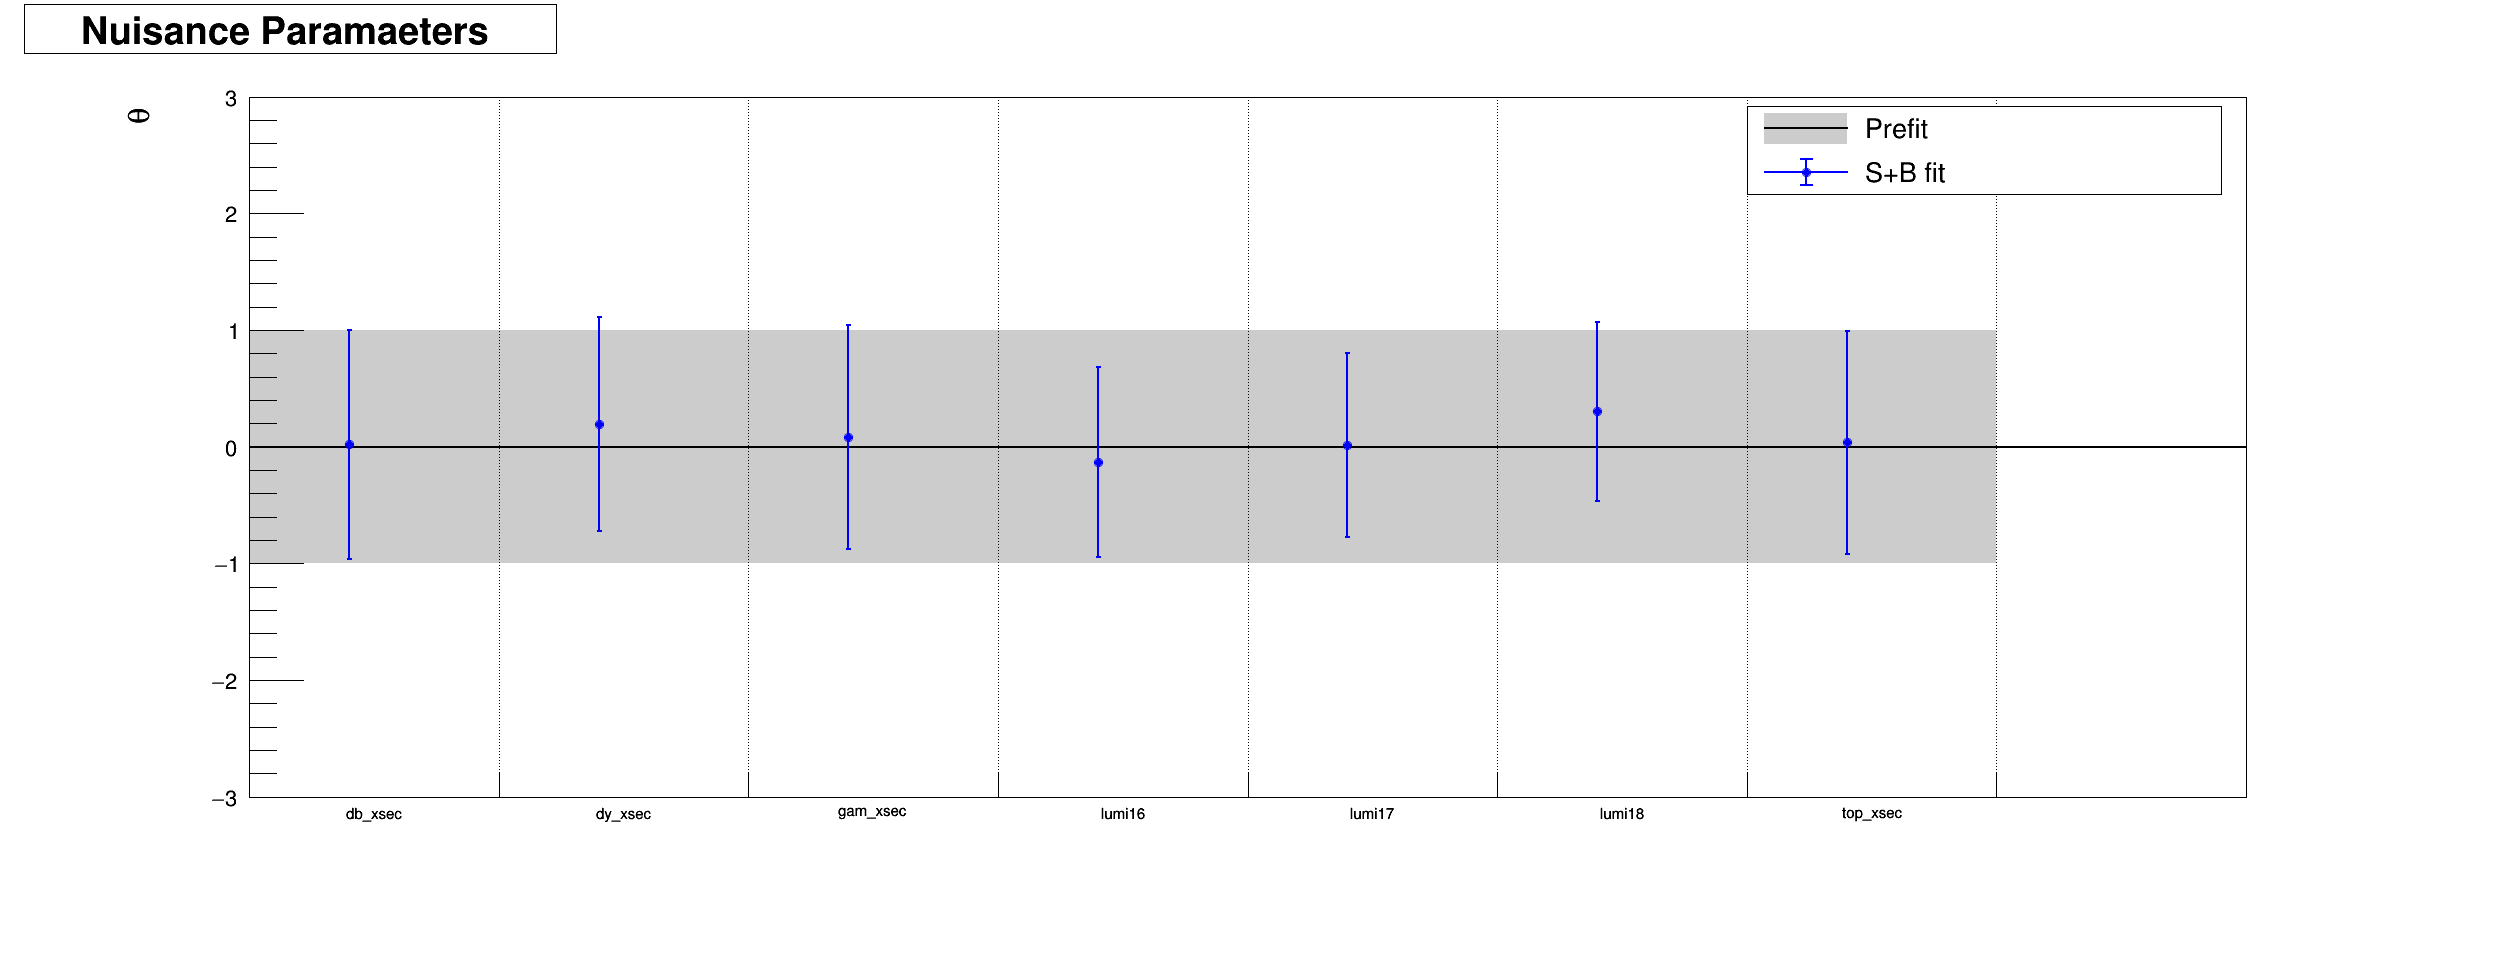 Nuisance Paramaeters
θ
3
2
1
0
−1
−2
−3
Prefit
S+B fit
db_xsec
dy_xsec
gam_xsec
lumi16
lumi17
lumi18
top_xsec